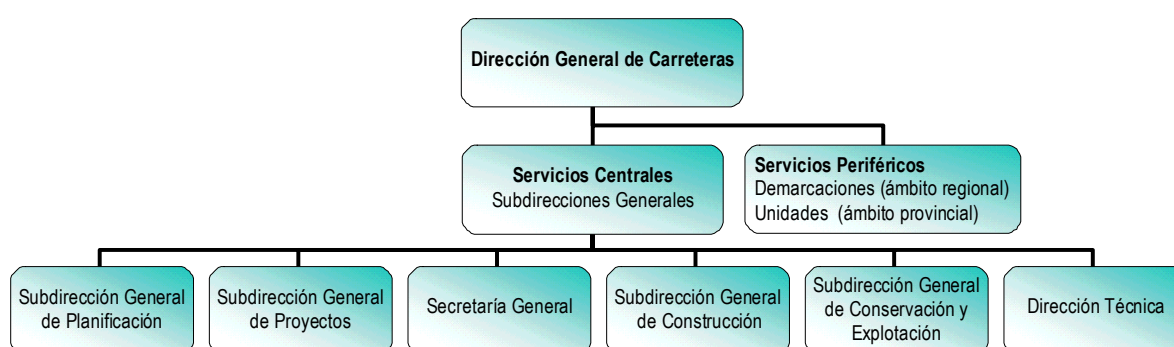 Dirección General de Carreteras
Servicios Centrales
Subdirecciones Generales
Servicios Periféricos
Demarcaciones (ámbito regional)
Unidades (ámbito provincial)
Subdirección General
de Planificación
Subdirección General
de Proyectos
Secretaría General
Subdirección General
de Construcción
Subdirección General
de Conservación y
Explotación
Dirección Técnica